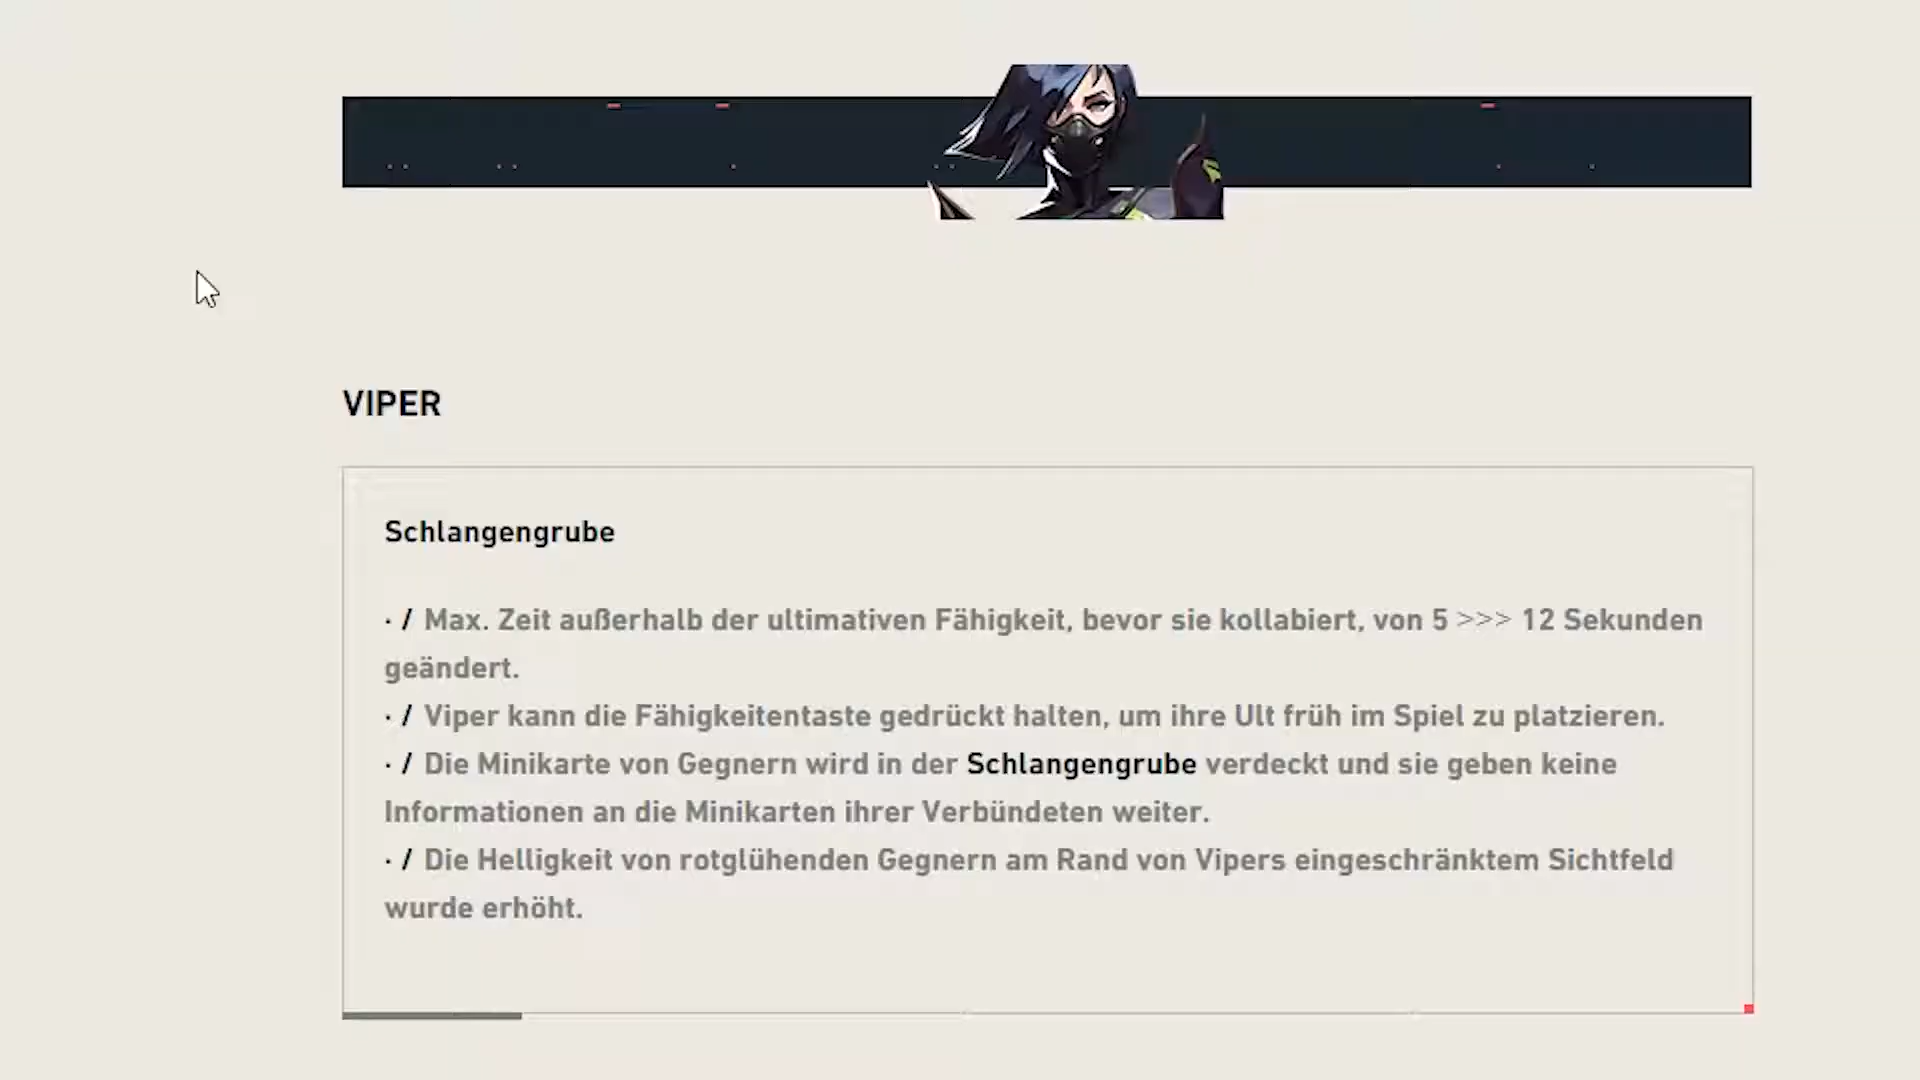 VIPER
Schlangengrube
· / Max. Zeit außerhalb der ultimativen Fähigkeit, bevor sie kollabiert, von 5 >>> 12 Sekunden
geändert.
· / Viper kann die Fähigkeitentaste gedrückt halten, um ihre Ult früh im Spiel zu platzieren.
· / Die Minikarte von Gegnern wird in der Schlangengrube verdeckt und sie geben keine
Informationen an die Minikarten ihrer Verbündeten weiter.
· / Die Helligkeit von rotglühenden Gegnern am Rand von Vipers eingeschränktem Sichtfeld
wurde erhöht.